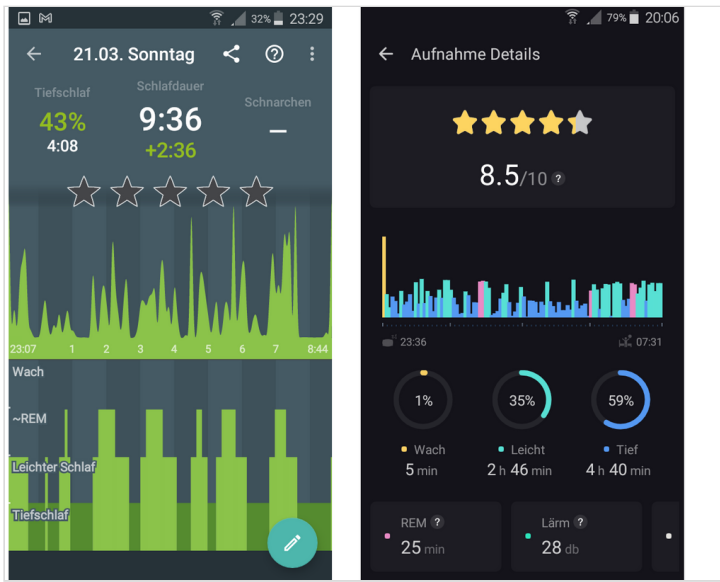 32% 23:29
21.03. Sonntag
Tiefschlaf
43%
4:08
Schlafdauer
9:36
+2:36
Schnarchen
–
23:07 1 2 3 4 5 6 7 8:44
Wach
~REM
Leichter Schlaf
Tiefschlaf
79% 20:06
Aufnahme Details
8.5/10 ?
23:36 07:31
1% 35% 59%
Wach Leicht Tief
5 min 2 h 46 min 4 h 40 min
REM ? Lärm ?
25 min 28 db